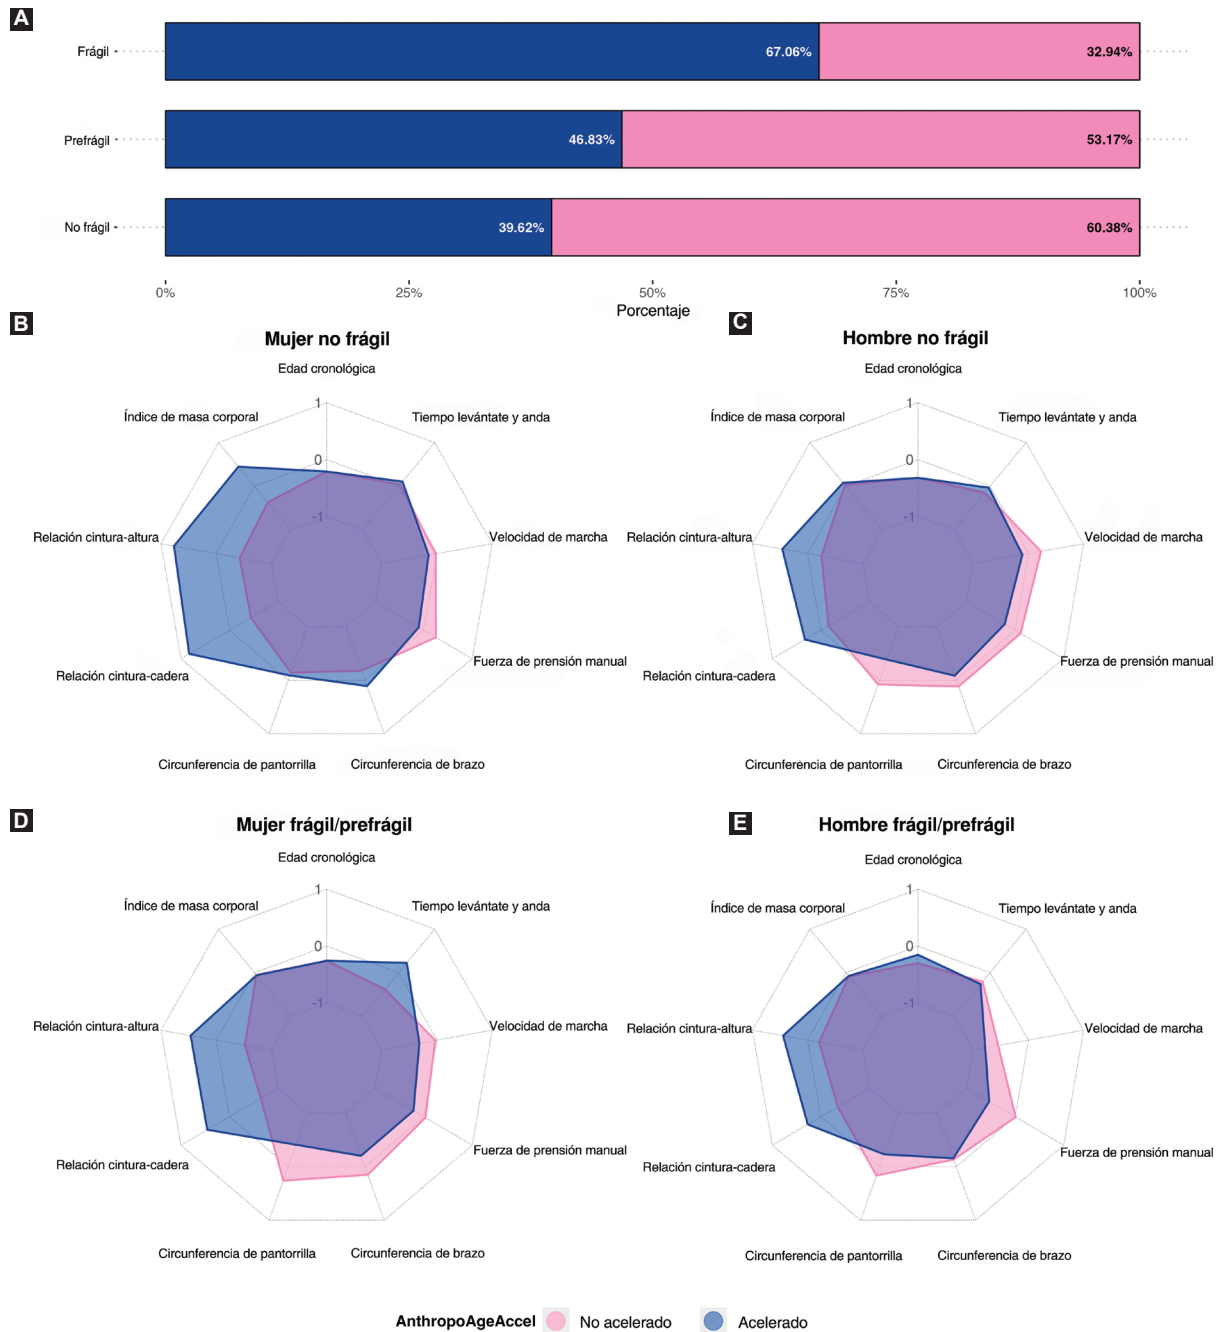 A
Frágil
67.06%
32.94%
Prefrágil
46.83%
53.17%
No frágil
39.62%
60.38%
0%
25%
50%
75%
100%
Porcentaje
B
Mujer no frágil
Edad cronológica
Índice de masa corporal
Tiempo levántate y anda
1
0
-1
Relación cintura-altura
Velocidad de marcha
Relación cintura-cadera
Fuerza de prensión manual
Circunferencia de pantorrilla
Circunferencia de brazo
C
Hombre no frágil
Edad cronológica
Índice de masa corporal
Tiempo levántate y anda
1
0
-1
Relación cintura-altura
Velocidad de marcha
Relación cintura-cadera
Fuerza de prensión manual
Circunferencia de pantorrilla
Circunferencia de brazo
D
Mujer frágil/prefrágil
Edad cronológica
Índice de masa corporal
Tiempo levántate y anda
1
0
-1
Relación cintura-altura
Velocidad de marcha
Relación cintura-cadera
Fuerza de prensión manual
Circunferencia de pantorrilla
Circunferencia de brazo
E
Hombre frágil/prefrágil
Edad cronológica
Índice de masa corporal
Tiempo levántate y anda
1
0
-1
Relación cintura-altura
Velocidad de marcha
Relación cintura-cadera
Fuerza de prensión manual
Circunferencia de pantorrilla
Circunferencia de brazo
AnthropoAgeAccel No acelerado Acelerado